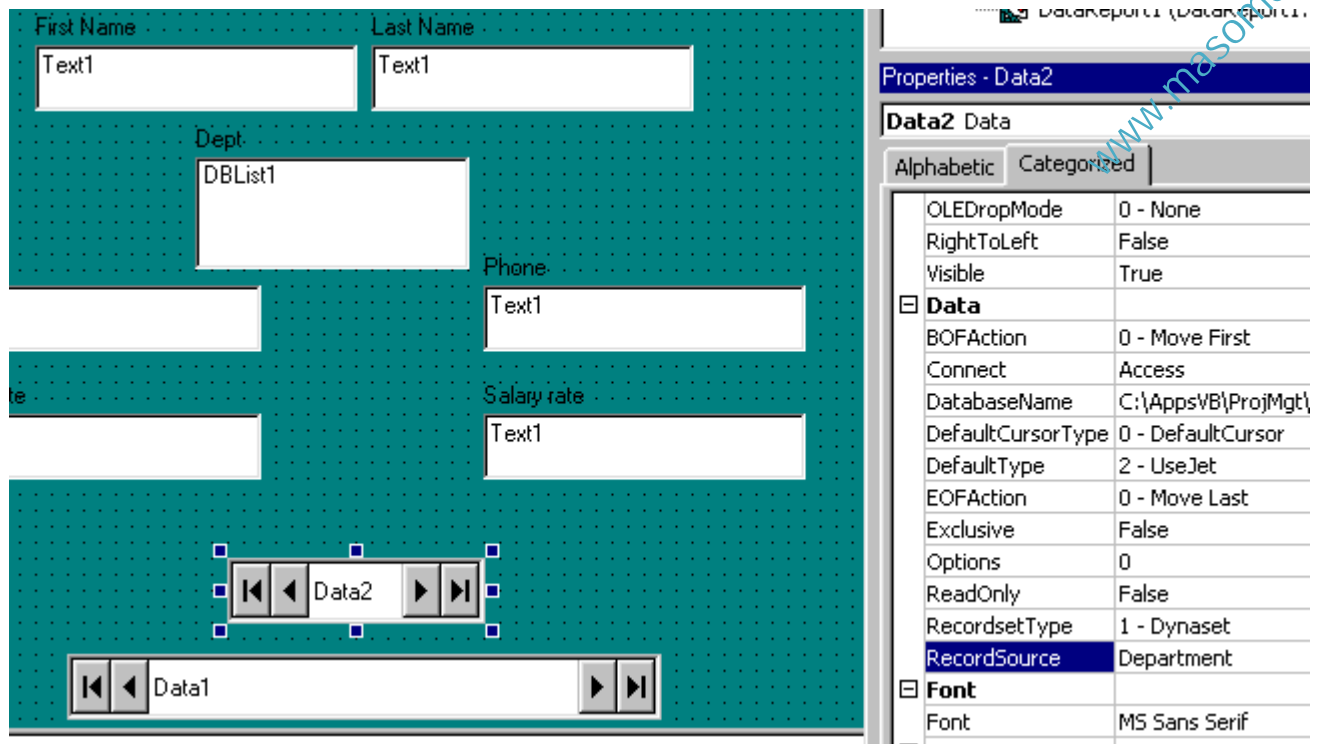 First Name
Last Name
Text1
Text1
Dept
DBList1
Phone
Text1
te
Salary rate
Text1
Data2
Data1
DataReport1 (DataReport1.
Properties - Data2
Data2 Data
Alphabetic
Categorized
OLEDropMode 0 - None
RightToLeft False
Visible True
Data
BOFAction 0 - Move First
Connect Access
DatabaseName C:\AppsVB\ProjMgt\
DefaultCursorType 0 - DefaultCursor
DefaultType 2 - UseJet
EOFAction 0 - Move Last
Exclusive False
Options 0
ReadOnly False
RecordsetType 1 - Dynaset
RecordSource Department
Font
Font MS Sans Serif